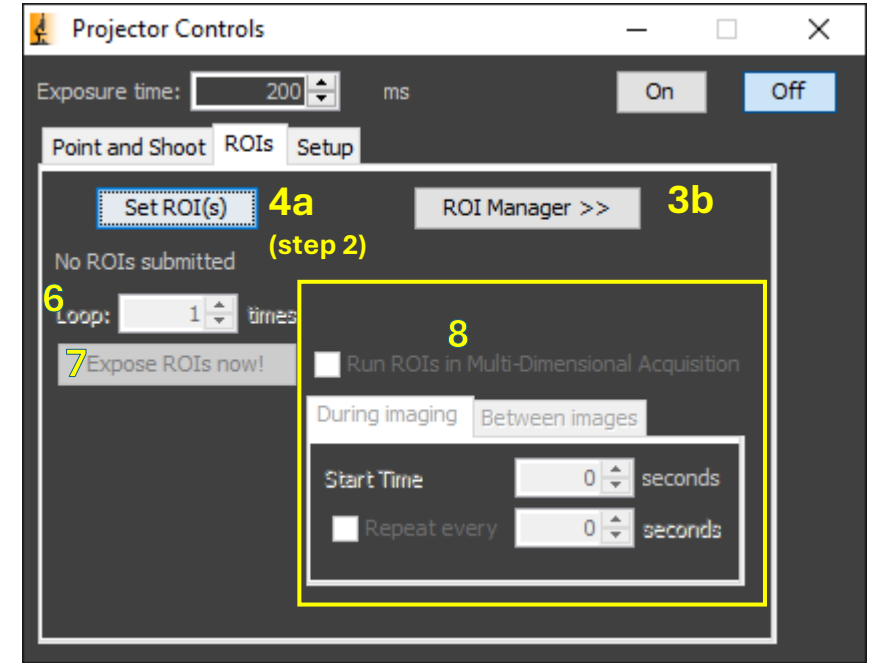 Projector Controls
Exposure time: 200 ms On Off
Point and Shoot ROIs Setup
Set ROI(s) 4a ROI Manager >> 3b
(step 2)
No ROIs submitted
6
Loop: 1 times
8
7 Expose ROIs now!
Run ROIs in Multi-Dimensional Acquisition
During imaging Between images
Start Time 0 seconds
Repeat every 0 seconds